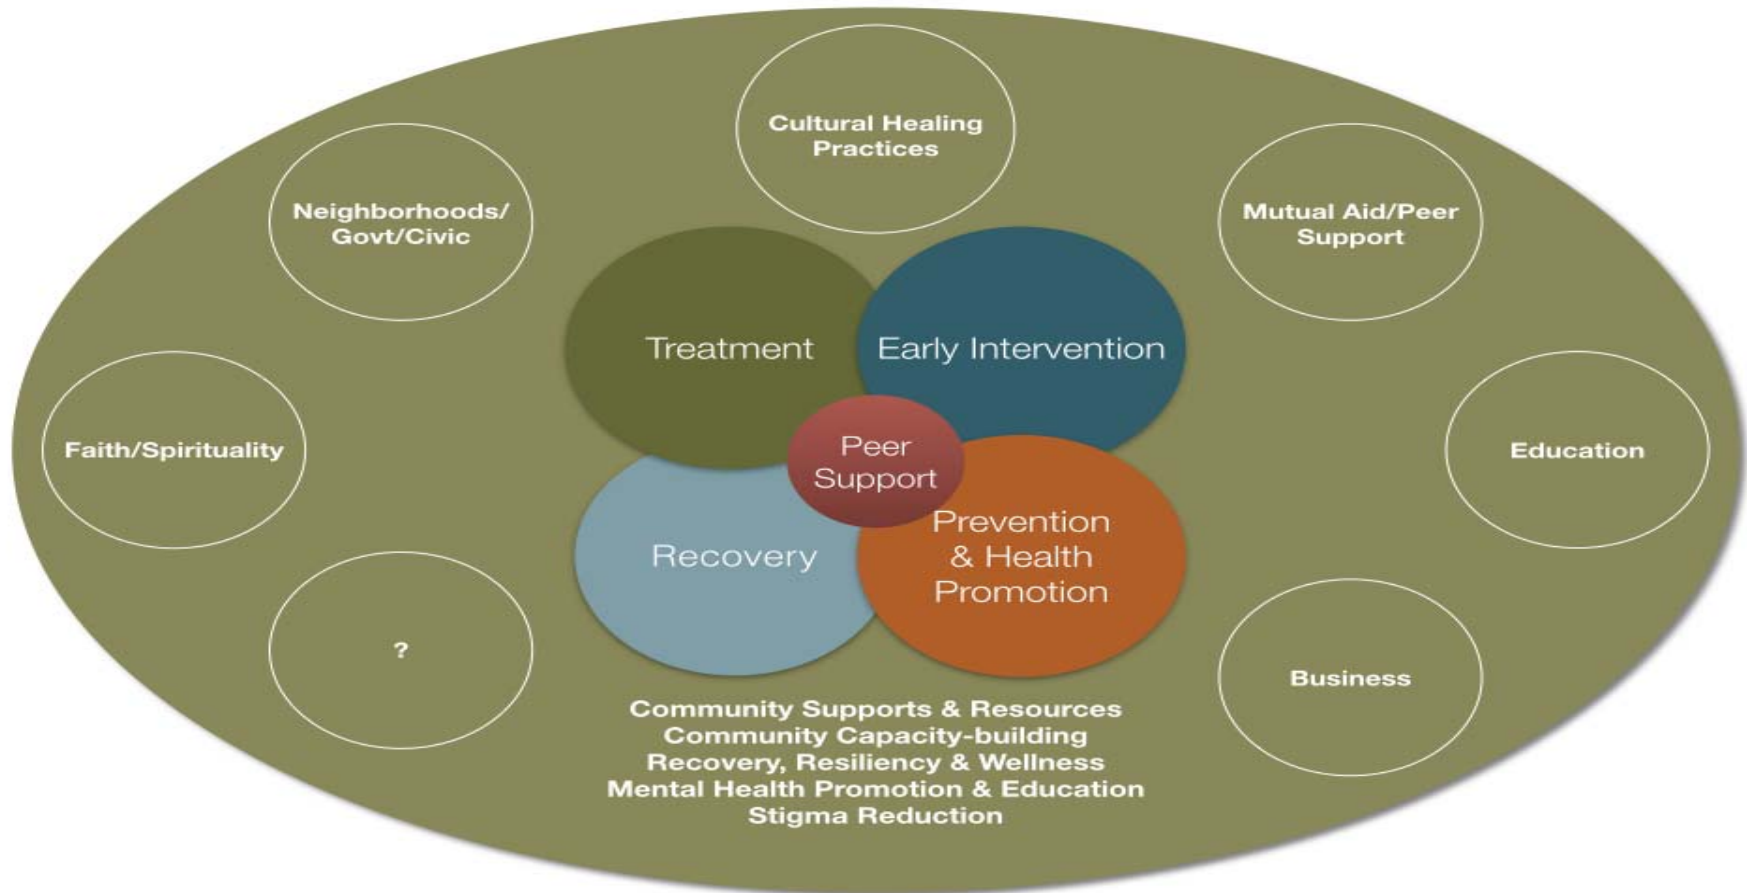 Cultural Healing
Practices
Neighborhoods/
Govt/Civic
Mutual Aid/Peer
Support
Treatment
Early Intervention
Faith/Spirituality
Peer
Support
Education
Recovery
Prevention
& Health
Promotion
?
Business
Community Supports & Resources
Community Capacity-building
Recovery, Resiliency & Wellness
Mental Health Promotion & Education
Stigma Reduction